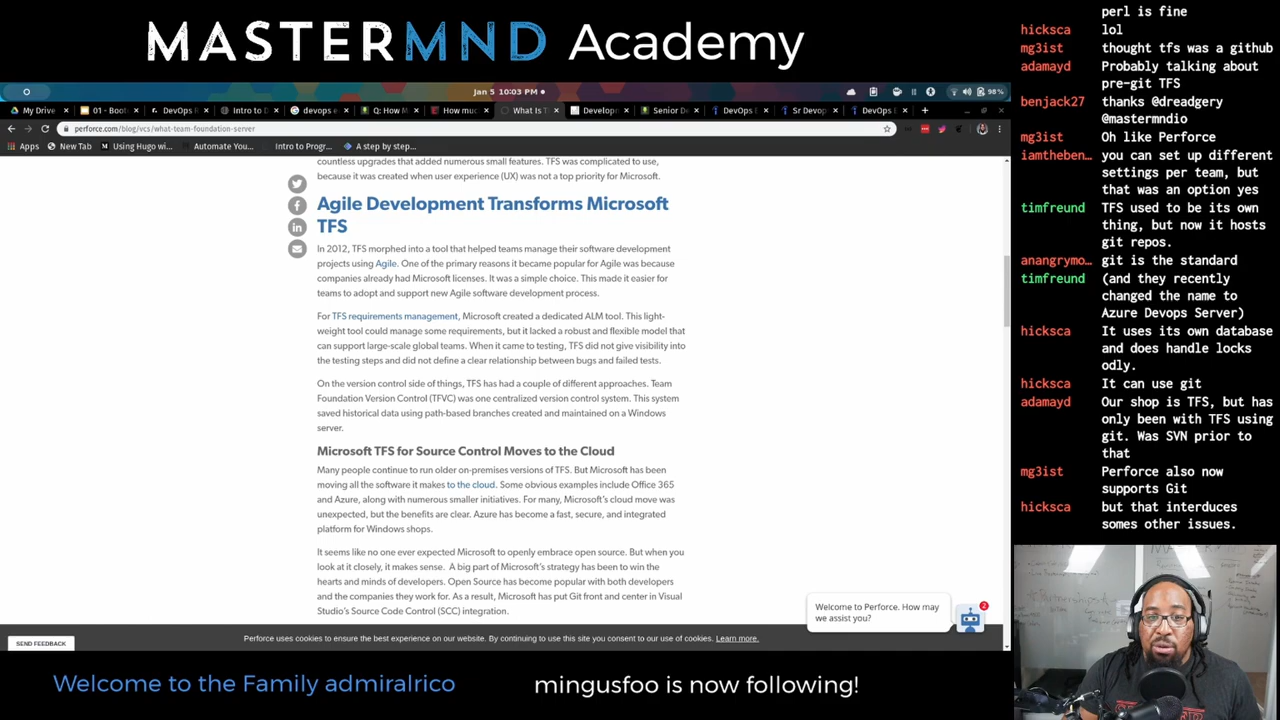 MASTERMND Academy
Jan 5 10:03 PM
98%
My Drive
01 - Boot
DevOps
Intro to D
devops e
Q: How M
How muc
What Is T
Develope
Senior De
DevOps
Sr Devop
DevOps E
perforce.com/blog/vcs/what-team-foundation-server
Apps
New Tab
Using Hugo wi...
Automate You...
Intro to Progr...
A step by step...
countless upgrades that added numerous small features. TFS was complicated to use,
because it was created when user experience (UX) was not a top priority for Microsoft.
Agile Development Transforms Microsoft
TFS
In 2012, TFS morphed into a tool that helped teams manage their software development
projects using Agile. One of the primary reasons it became popular for Agile was because
companies already had Microsoft licenses. It was a simple choice. This made it easier for
teams to adopt and support new Agile software development process.
For TFS requirements management, Microsoft created a dedicated ALM tool. This light-
weight tool could manage some requirements, but it lacked a robust and flexible model that
can support large-scale global teams. When it came to testing, TFS did not give visibility into
the testing steps and did not define a clear relationship between bugs and failed tests.
On the version control side of things, TFS has had a couple of different approaches. Team
Foundation Version Control (TFVC) was one centralized version control system. This system
saved historical data using path-based branches created and maintained on a Windows
server.
Microsoft TFS for Source Control Moves to the Cloud
Many people continue to run older on-premises versions of TFS. But Microsoft has been
moving all the software it makes to the cloud. Some obvious examples include Office 365
and Azure, along with numerous smaller initiatives. For many, Microsoft's cloud move was
unexpected, but the benefits are clear. Azure has become a fast, secure, and integrated
platform for Windows shops.
It seems like no one ever expected Microsoft to openly embrace open source. But when you
look at it closely, it makes sense. A big part of Microsoft's strategy has been to win the
hearts and minds of developers. Open Source has become popular with both developers
and the companies they work for. As a result, Microsoft has put Git front and center in Visual
Studio's Source Code Control (SCC) integration.
Welcome to Perforce. How may
we assist you?
2
SEND FEEDBACK
Perforce uses cookies to ensure the best experience on our website. By continuing to use this site you consent to our use of cookies. Learn more.
Welcome to the Family admiralrico
mingusfoo is now following!
perl is fine
hicksca lol
mg3ist thought tfs was a github
adamayd Probably talking about
pre-git TFS
benjack27 thanks @dreadgery
@mastermndio
mg3ist Oh like Perforce
iamtheben... you can set up different
settings per team, but
that was an option yes
timfreund TFS used to be its own
thing, but now it hosts
git repos.
anangrymo... git is the standard
timfreund (and they recently
changed the name to
Azure Devops Server)
hicksca It uses its own database
and does handle locks
odly.
hicksca It can use git
adamayd Our shop is TFS, but has
only been with TFS using
git. Was SVN prior to
that
mg3ist Perforce also now
supports Git
hicksca but that interduces
somes other issues.